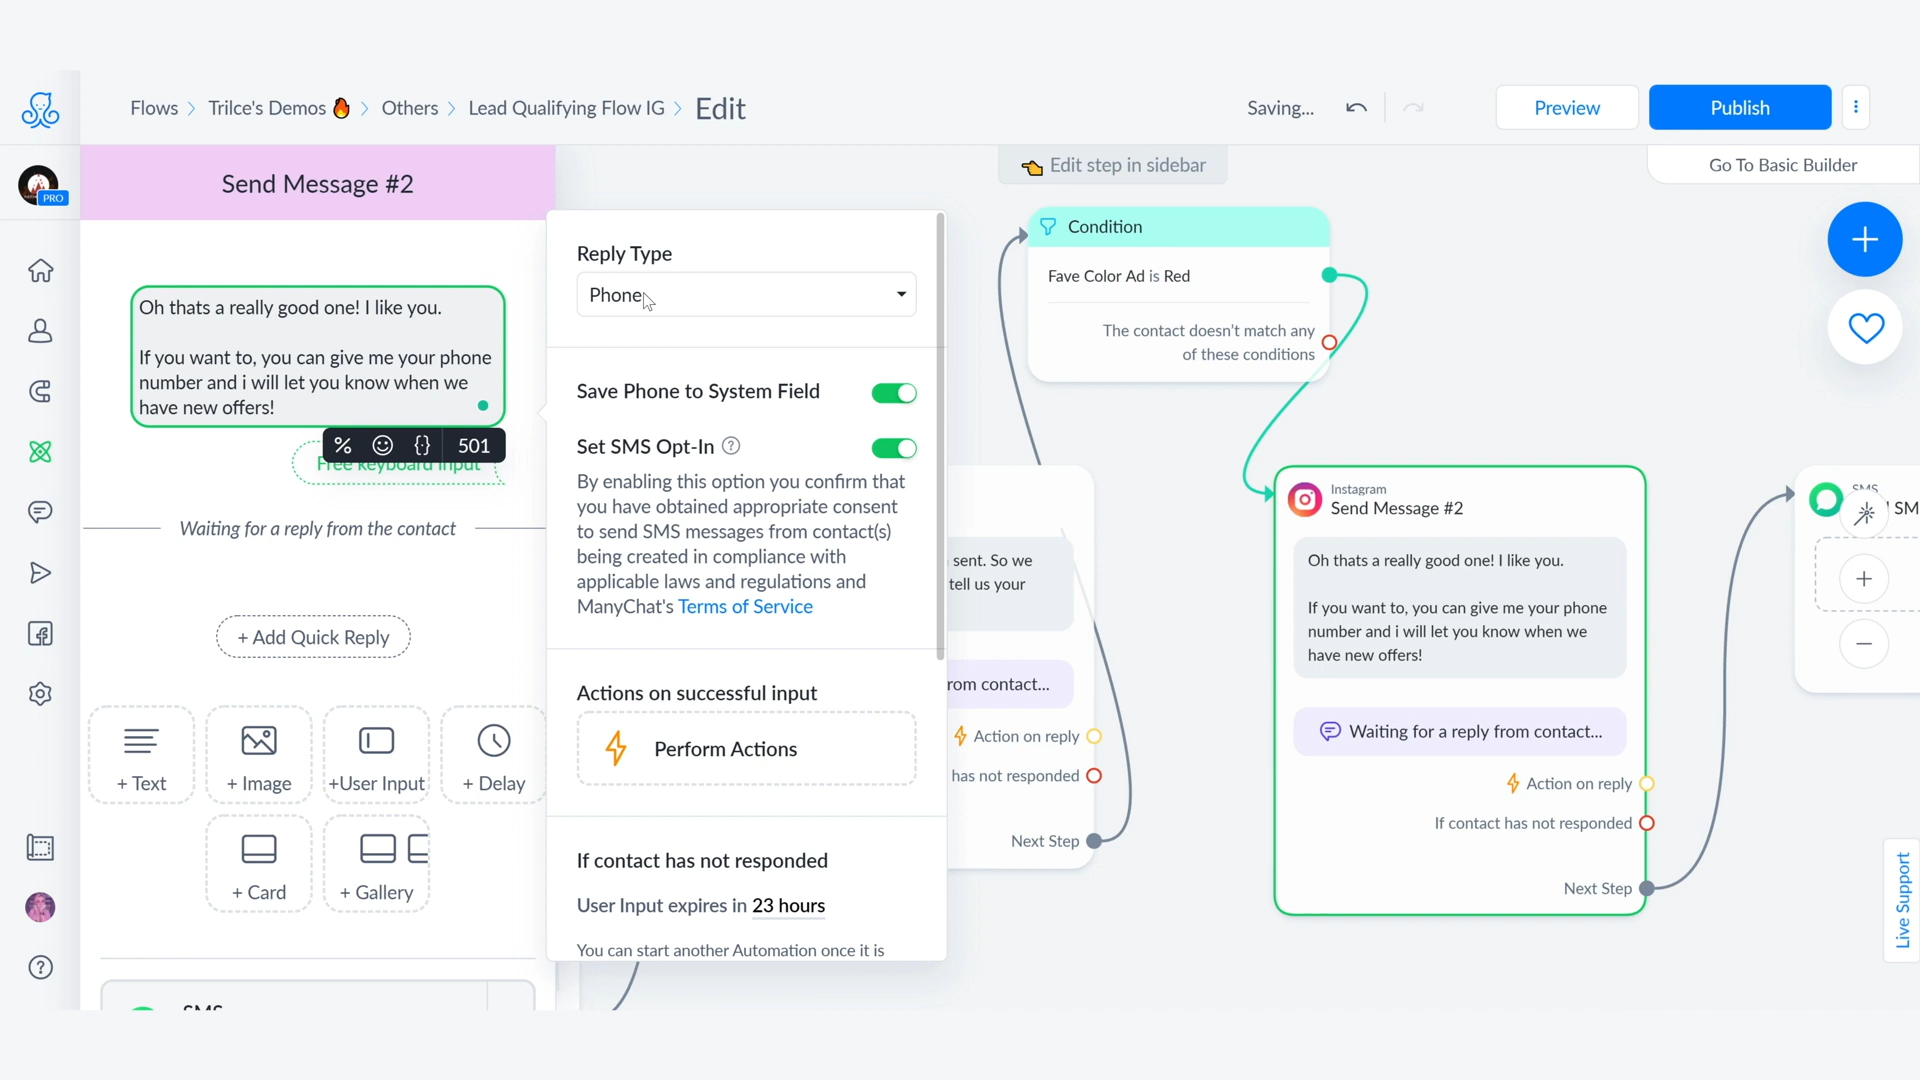 Flows > Trilce's Demos > Others > Lead Qualifying Flow IG > Edit
Saving...
Preview
Publish
PRO
Send Message #2
Edit step in sidebar
Go To Basic Builder
Oh thats a really good one! I like you.
If you want to, you can give me your phone
number and i will let you know when we
have new offers!
501
Free keyboard input
Waiting for a reply from the contact
+ Add Quick Reply
+ Text
+ Image
+User Input
+ Delay
+ Card
+ Gallery
SMS
Reply Type
Phone
Save Phone to System Field
Set SMS Opt-In ?
By enabling this option you confirm that
you have obtained appropriate consent
to send SMS messages from contact(s)
being created in compliance with
applicable laws and regulations and
ManyChat's Terms of Service
Actions on successful input
Perform Actions
If contact has not responded
User Input expires in 23 hours
You can start another Automation once it is
Condition
Fave Color Ad is Red
The contact doesn't match any
of these conditions
sent. So we
tell us your
rom contact...
Action on reply
has not responded
Next Step
Instagram
Send Message #2
Oh thats a really good one! I like you.
If you want to, you can give me your phone
number and i will let you know when we
have new offers!
Waiting for a reply from contact...
Action on reply
If contact has not responded
Next Step
SMS
SM
Live Support